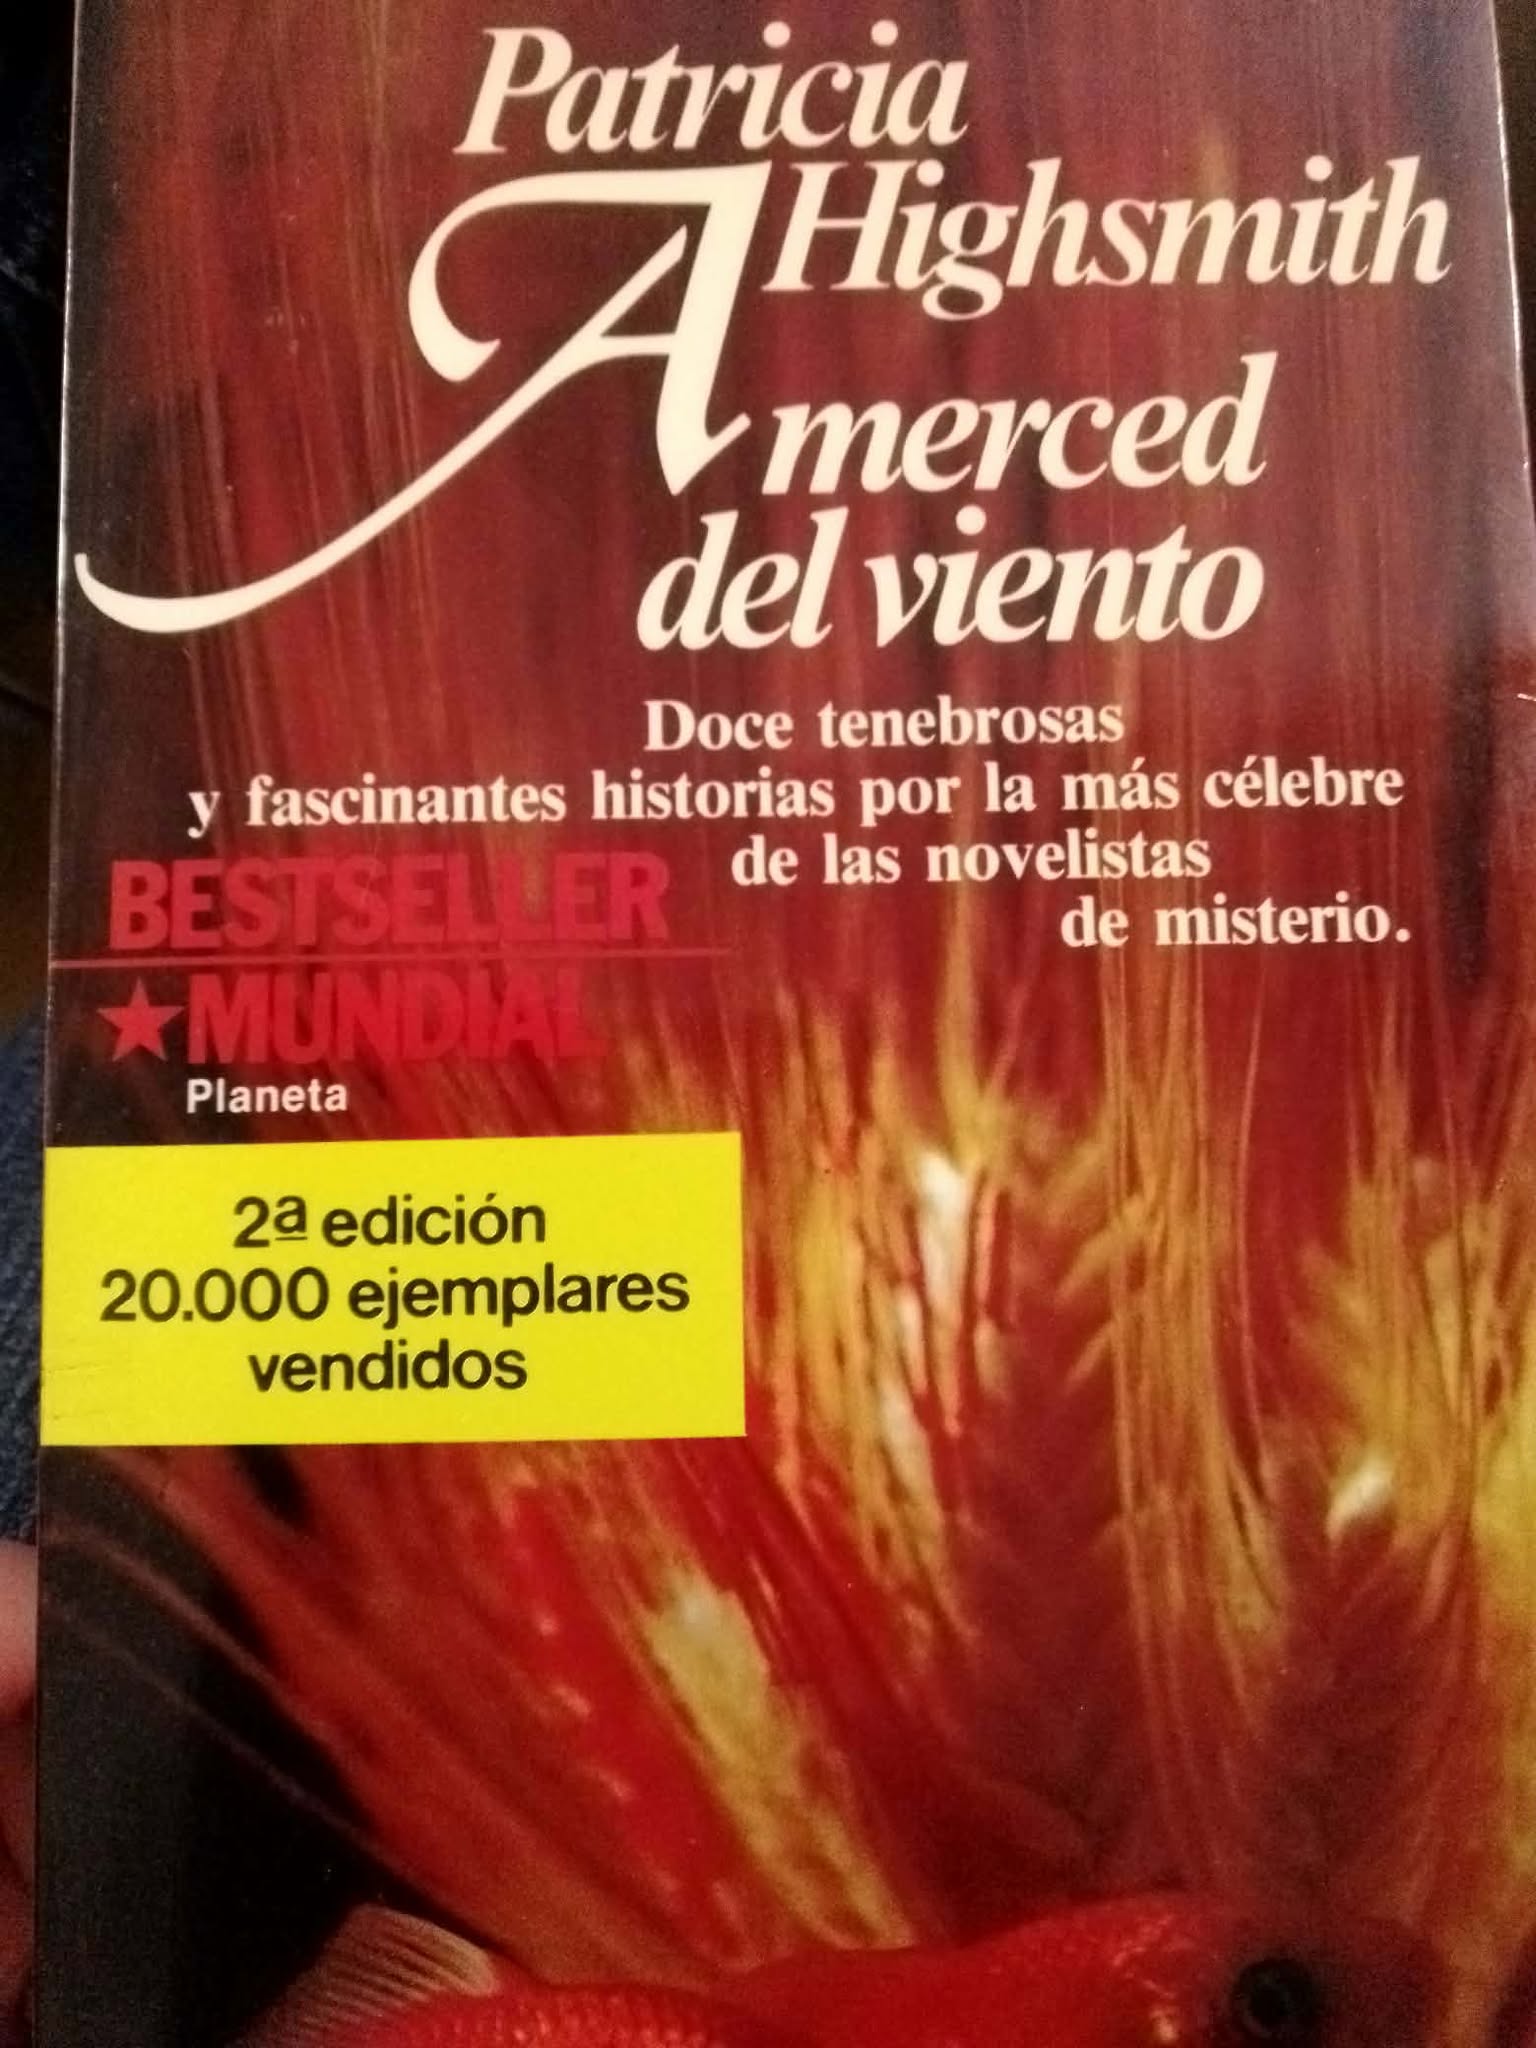 Patricia
Highsmith
A merced
del viento
Doce tenebrosas
y fascinantes historias por la más célebre
de las novelistas
de misterio.
BESTSELLER
★MUNDIAL
Planeta
2ª edición
20.000 ejemplares
vendidos